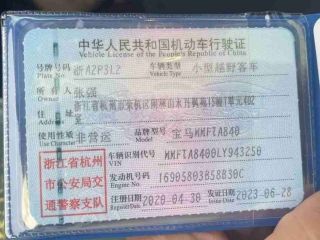 中华人民共和国机动车行驶证
Vehicle License of the People's Republic of China
号牌号码 浙A2P31Z 车辆类型 小型越野客车
Plate No. Vehicle Type
所有人 张强
Owner
住址 浙江省杭州市余杭区
Address
使用性质 非营运 品牌型号 宝马WMFTAB40
Use Character Model
浙江省杭州
市公安局交
通警察支队
车辆识别代号 WMFTAB400LY943250
VIN
发动机号码 1690S803B58B30C
Engine No.
注册日期 2020-04-30 发证日期 2023-06-28
Register Date Issue Date